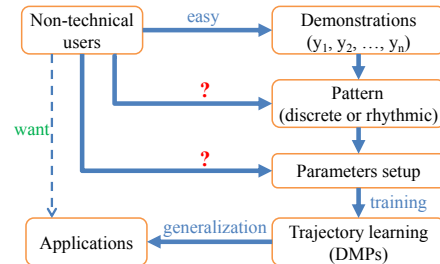 Non-technical
users
easy
Demonstrations
(y₁, y₂, …, yₙ)
?
Pattern
(discrete or rhythmic)
want
?
Parameters setup
training
Applications
generalization
Trajectory learning
(DMPs)